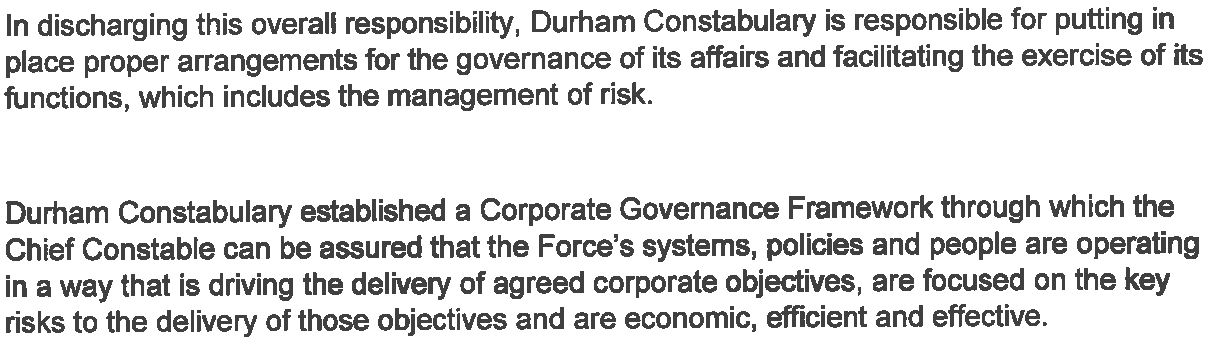 In discharging this overall responsibility, Durham Constabulary is responsible for putting in
place proper arrangements for the governance of its affairs and facilitating the exercise of its
functions, which includes the management of risk.
Durham Constabulary established a Corporate Governance Framework through which the
Chief Constable can be assured that the Force's systems, policies and people are operating
in a way that is driving the delivery of agreed corporate objectives, are focused on the key
risks to the delivery of those objectives and are economic, efficient and effective.